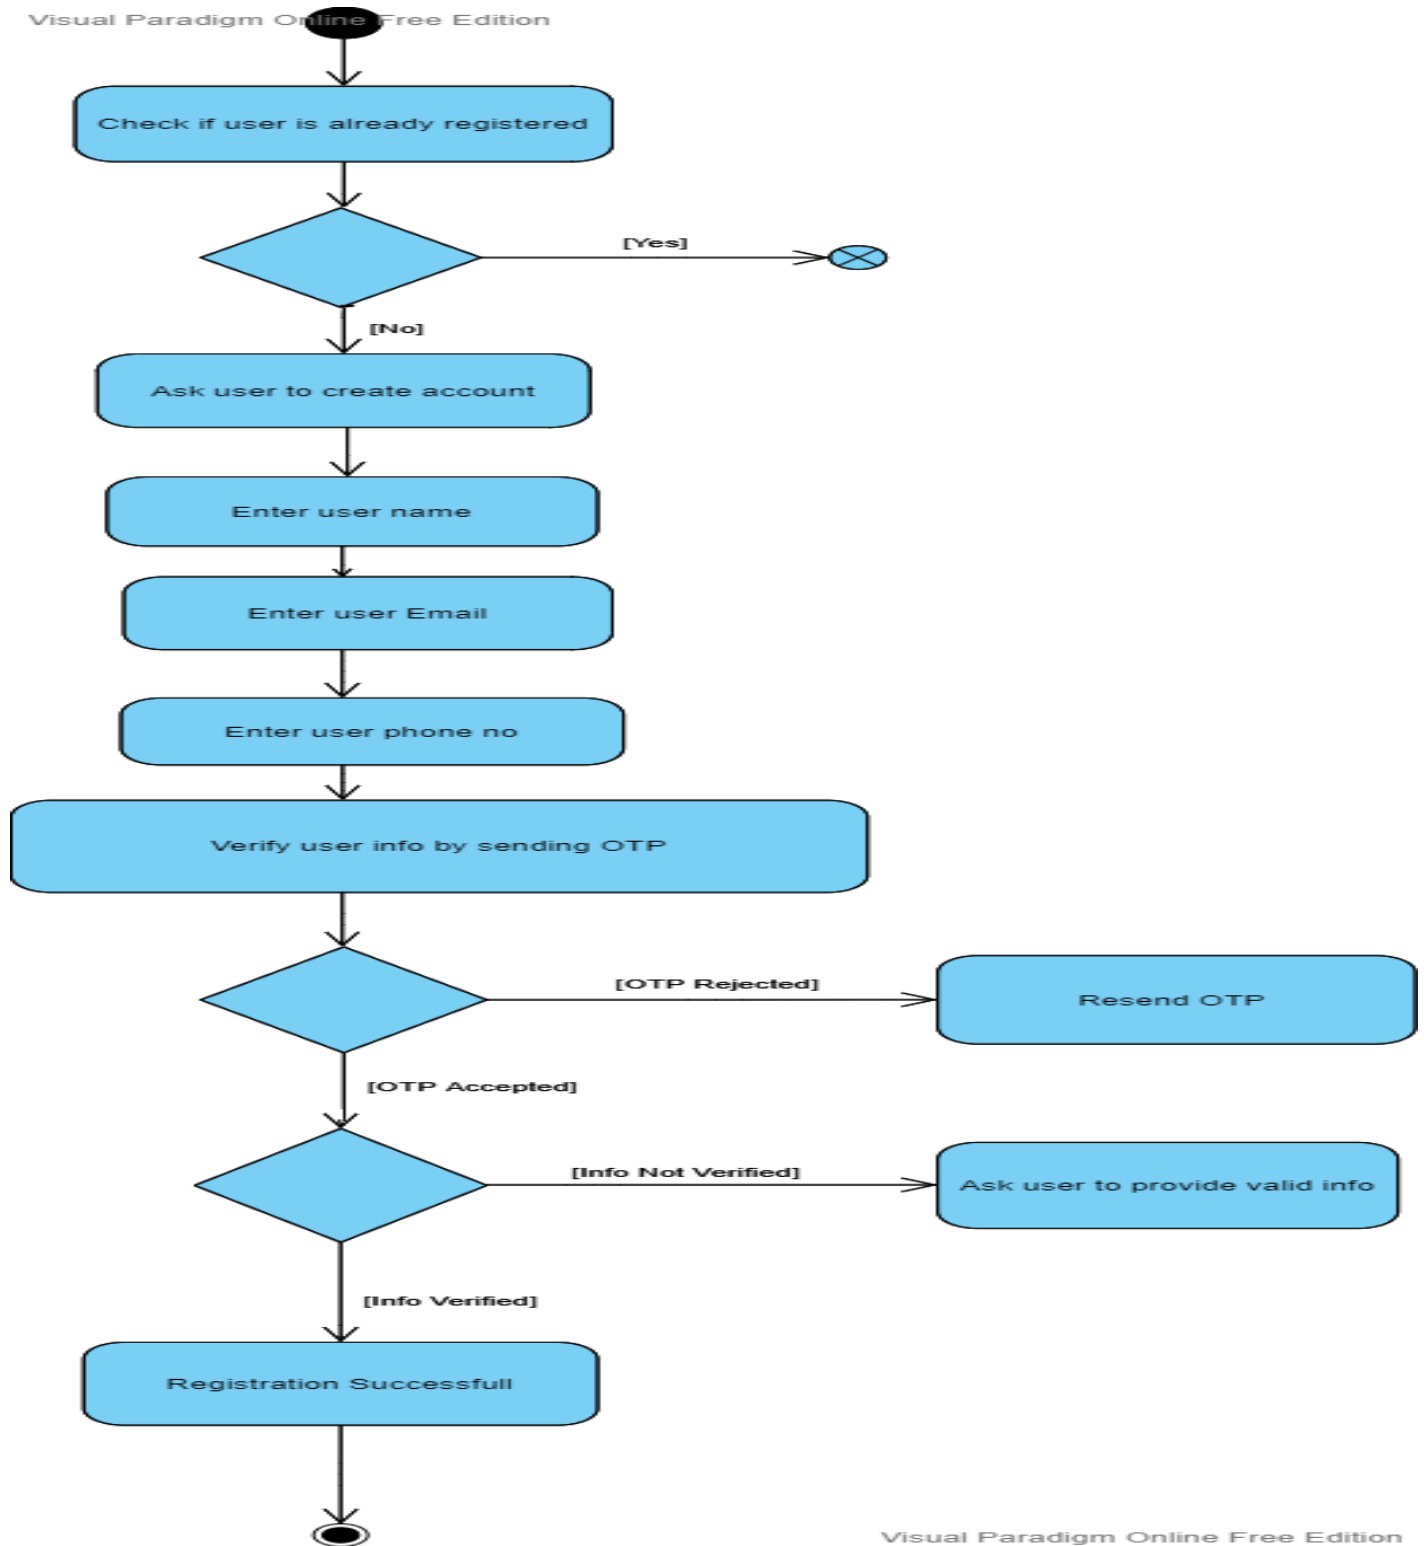 Visual Paradigm Online Free Edition
Check if user is already registered
[Yes]
[No]
Ask user to create account
Enter user name
Enter user Email
Enter user phone no
Verify user info by sending OTP
[OTP Rejected]
Resend OTP
[OTP Accepted]
[Info Not Verified]
Ask user to provide valid info
[Info Verified]
Registration Successfull
Visual Paradigm Online Free Edition